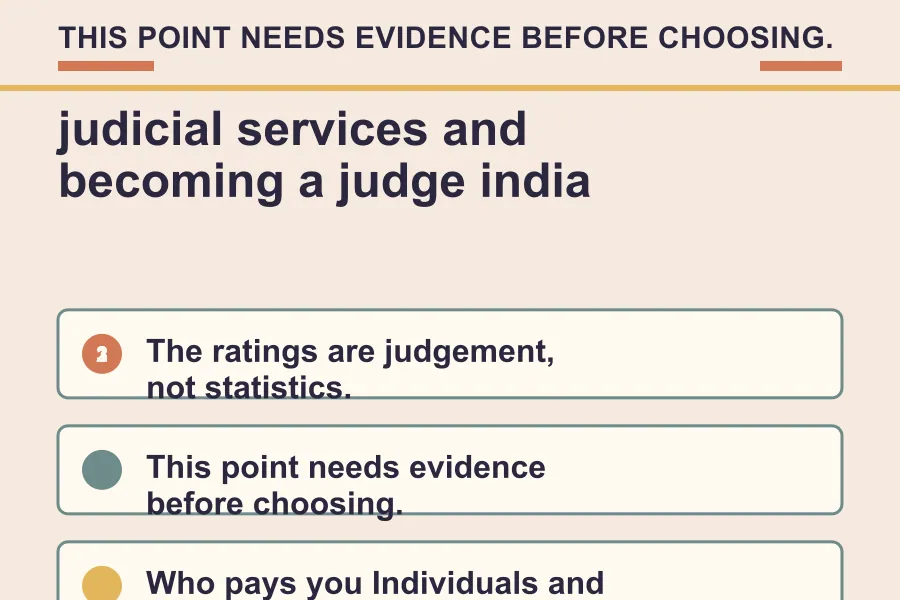 THIS POINT NEEDS EVIDENCE BEFORE CHOOSING.
judicial services and
becoming a judge india
The ratings are judgement,
not statistics.
This point needs evidence
before choosing.
Who pays you Individuals and